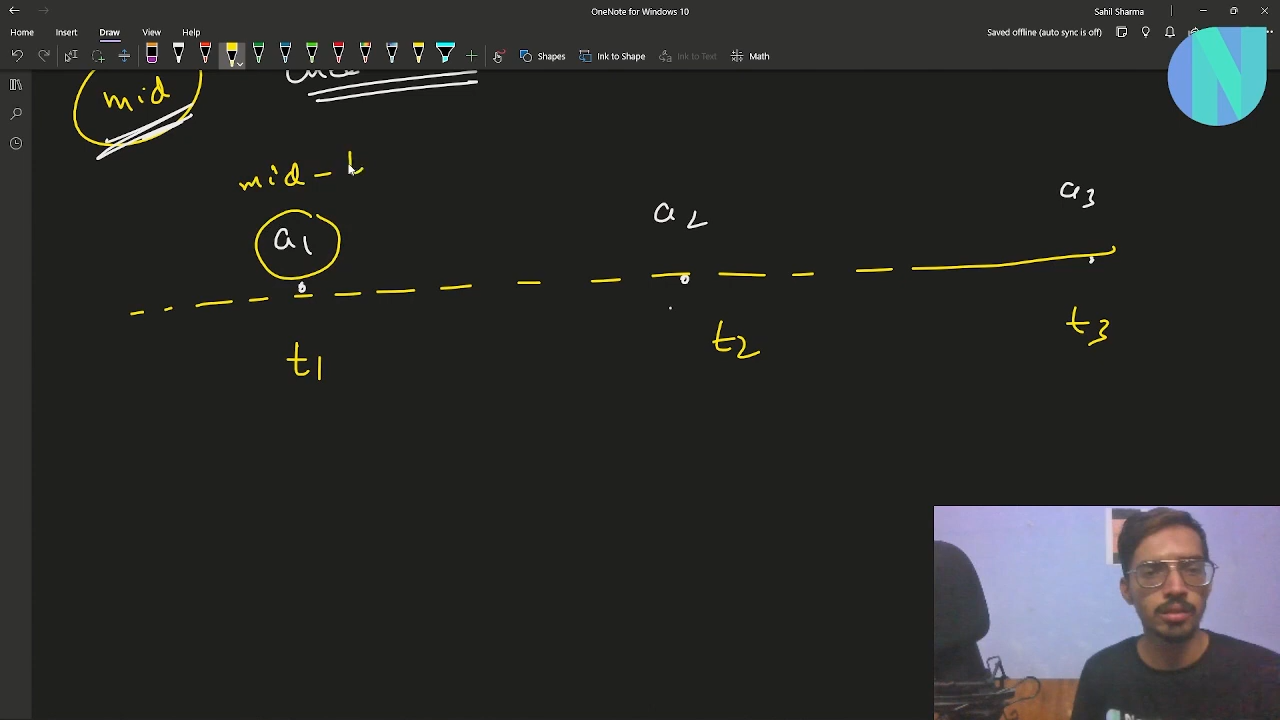 OneNote for Windows 10
Sahil Sharma
Home Insert Draw View Help
Saved offline (auto sync is off)
Shapes Ink to Shape Ink to Text Math
mid
mid -
a1 a2 a3
t1 t2 t3
N